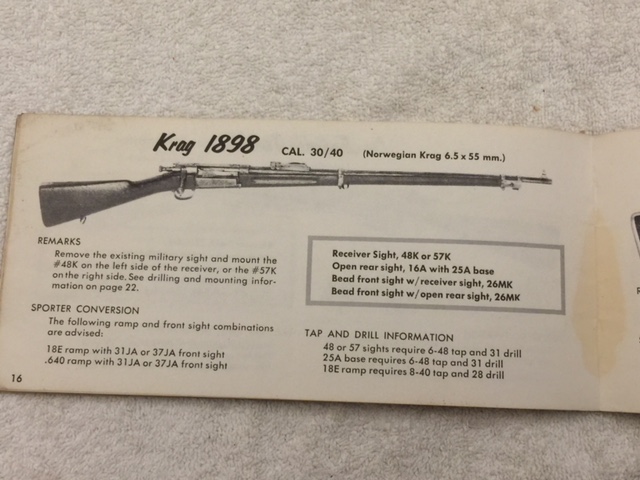 Krag 1898 CAL. 30/40 (Norwegian Krag 6.5 x 55 mm.)
REMARKS
Remove the existing military sight and mount the
#48K on the left side of the receiver, or the #57K
on the right side. See drilling and mounting infor-
mation on page 22.
SPORTER CONVERSION
The following ramp and front sight combinations
are advised:
18E ramp with 31JA or 37JA front sight
.640 ramp with 31JA or 37JA front sight
16
Receiver Sight, 48K or 57K
Open rear sight, 16A with 25A base
Bead front sight w/receiver sight, 26MK
Bead front sight w/open rear sight, 26MK
TAP AND DRILL INFORMATION
48 or 57 sights require 6-48 tap and 31 drill
25A base requires 6-48 tap and 31 drill
18E ramp requires 8-40 tap and 28 drill